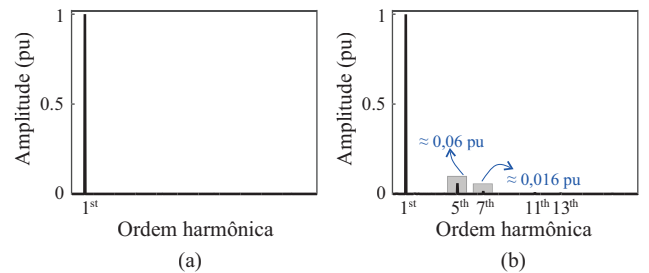 Amplitude (pu)
1
0.5
0
1st
Ordem harmônica
(a)
Amplitude (pu)
1
0.5
0
≈ 0,06 pu
≈ 0,016 pu
1st 5th 7th 11th 13th
Ordem harmônica
(b)